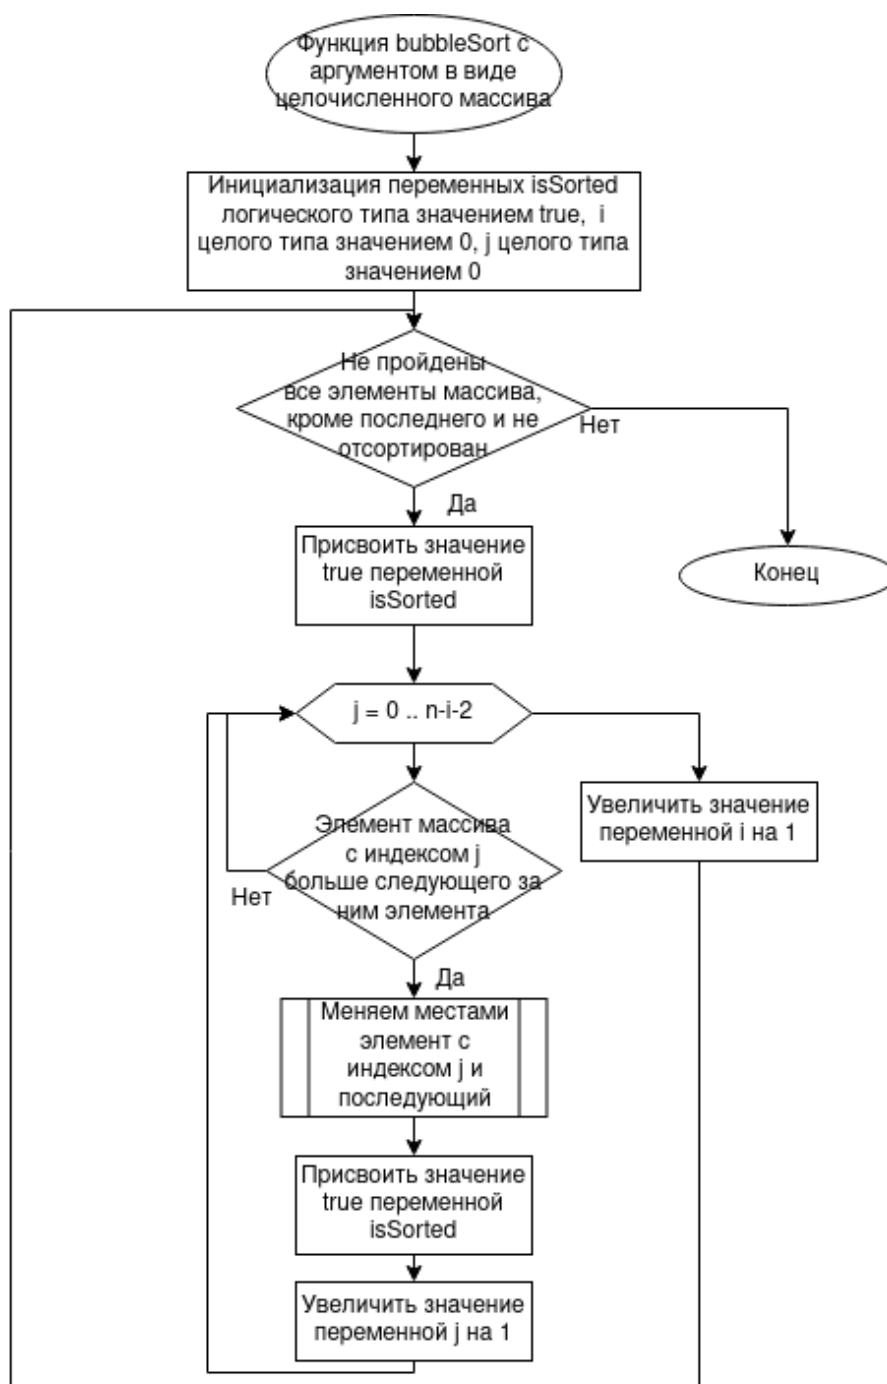 Функция bubbleSort с
аргументом в виде
целочисленного массива
Инициализация переменных isSorted
логического типа значением true, i
целого типа значением 0, j целого типа
значением 0
Не пройдены
все элементы массива,
кроме последнего и не
отсортирован
Нет
Да
Присвоить значение
true переменной
isSorted
Конец
j = 0 .. n-i-2
Увеличить значение
переменной i на 1
Элемент массива
с индексом j
больше следующего за
ним элемента
Нет
Да
Меняем местами
элемент с
индексом j и
последующий
Присвоить значение
true переменной
isSorted
Увеличить значение
переменной j на 1